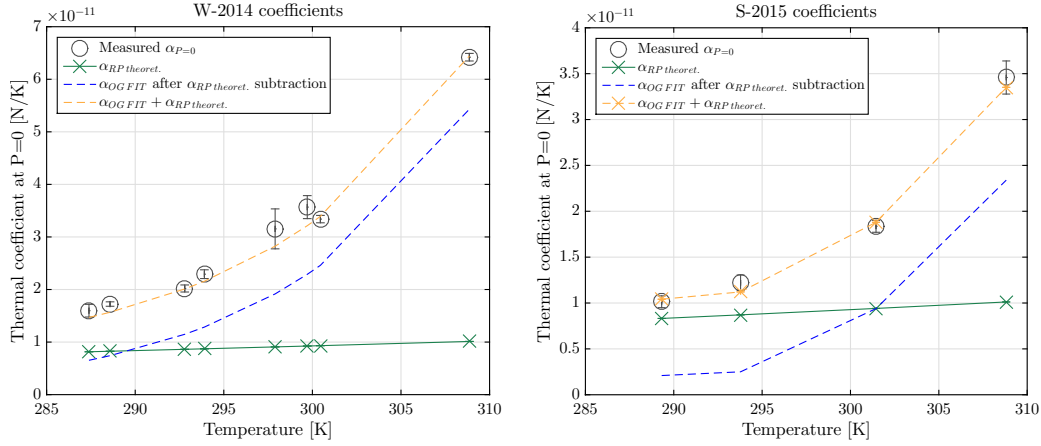 W-2014 coefficients
×10⁻¹¹
Measured α_{P=0}
α_{RP theoret.}
α_{OG FIT} after α_{RP theoret.} subtraction
α_{OG FIT} + α_{RP theoret.}
Thermal coefficient at P=0 [N/K]
7
6
5
4
3
2
1
0
285 290 295 300 305 310
Temperature [K]
S-2015 coefficients
×10⁻¹¹
Measured α_{P=0}
α_{RP theoret.}
α_{OG FIT} after α_{RP theoret.} subtraction
α_{OG FIT} + α_{RP theoret.}
Thermal coefficient at P=0 [N/K]
4
3.5
3
2.5
2
1.5
1
0.5
0
285 290 295 300 305 310
Temperature [K]